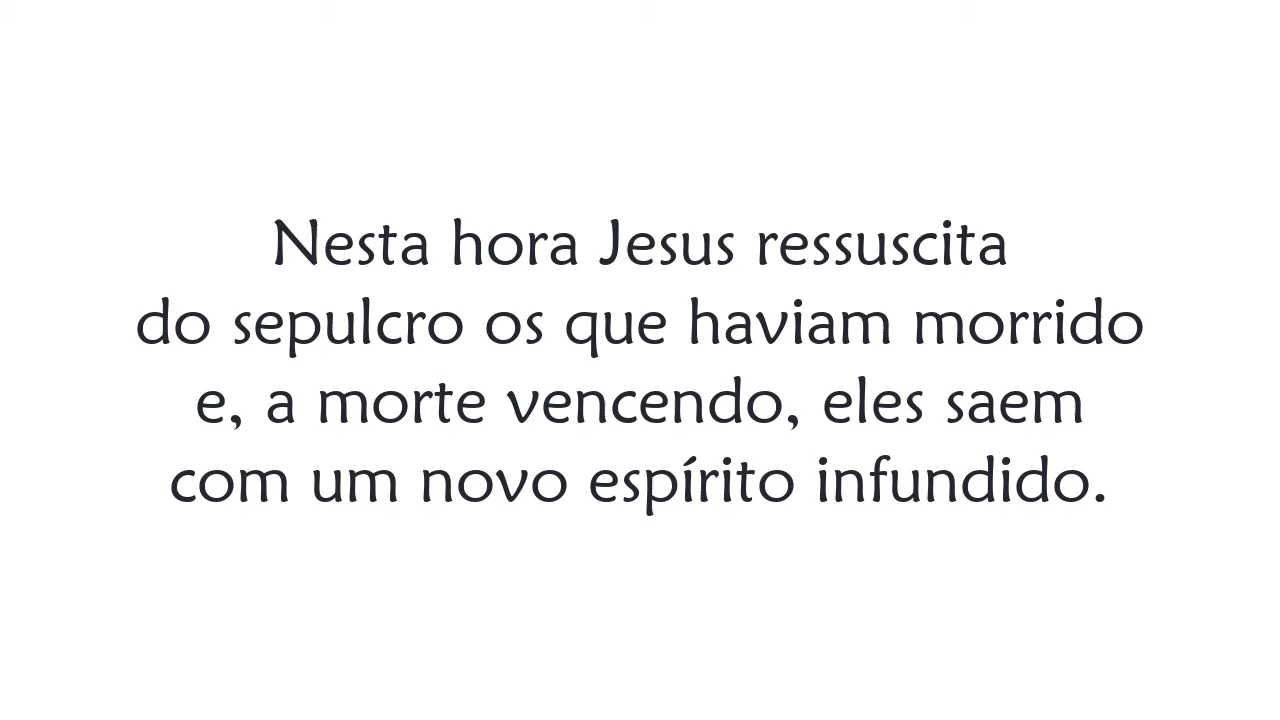 Nesta hora Jesus ressuscita
do sepulcro os que haviam morrido
e, a morte vencendo, eles saem
com um novo espírito infundido.